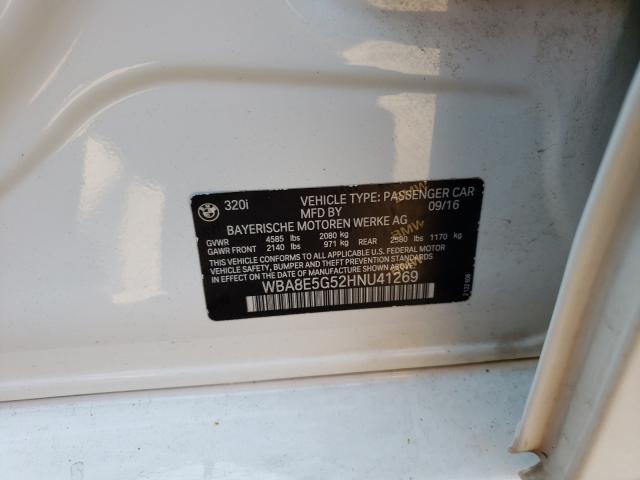 320i VEHICLE TYPE: PASSENGER CAR
MFD BY 09/16
BAYERISCHE MOTOREN WERKE AG
GVWR 4585 lbs 2080 kg
GAWR FRONT 2140 lbs 971 kg REAR 2580 lbs 1170 kg
THIS CAR CONFORMS TO ALL APPLICABLE U.S. FEDERAL MOTOR
VEHICLE SAFETY, BUMPER AND THEFT PREVENTION STANDARDS
IN EFFECT ON THE DATE OF MANUFACTURE SHOWN ABOVE.
WBA8E5G52HNU41269
BMW